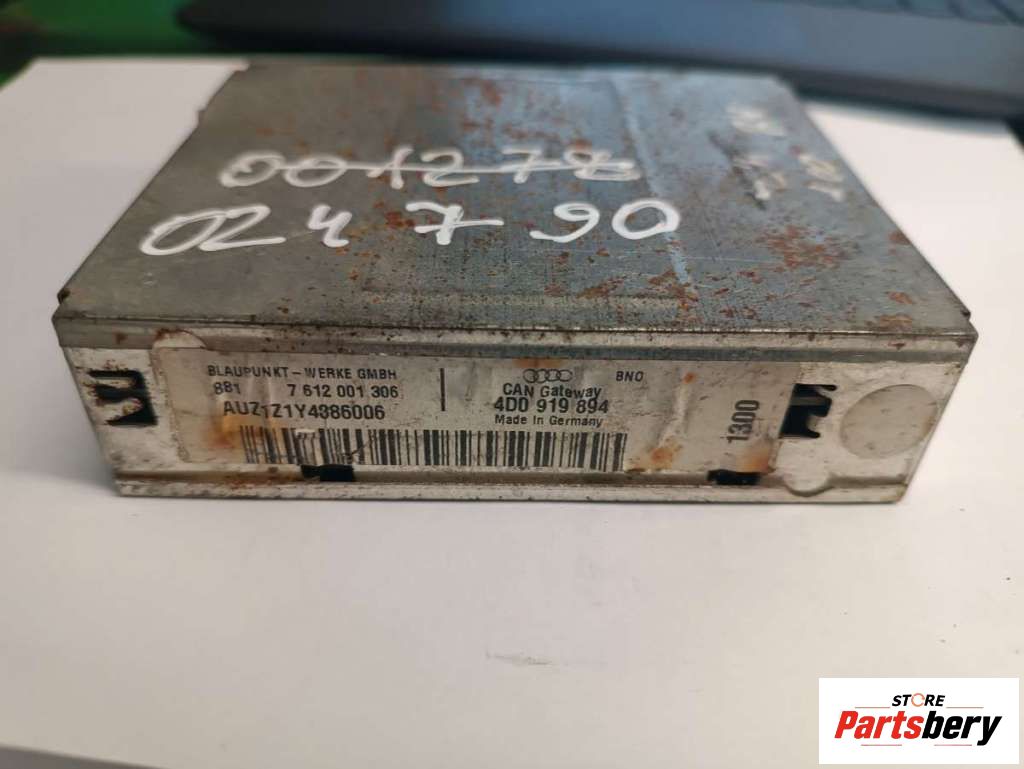 001278
024790
BLAUPUNKT - WERKE GMBH
881 7 612 001 306
AUZ1Z1Y4386006
CAN Gateway
BNO
4D0 919 894
Made in Germany
1300
STORE
Partsbery